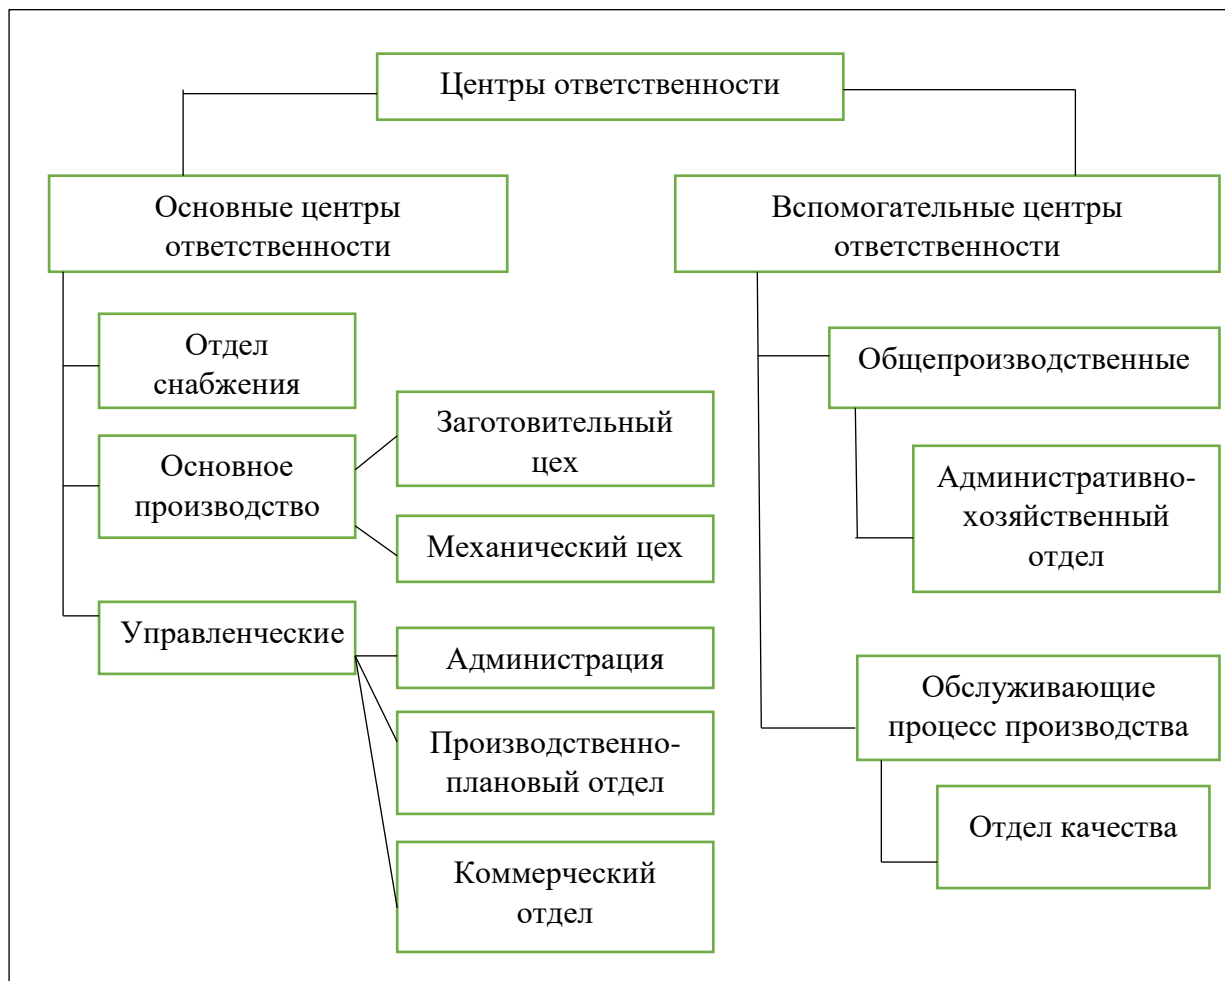 Центры ответственности
Основные центры
ответственности
Отдел
снабжения
Основное
производство
Заготовительный
цех
Механический цех
Управленческие
Администрация
Производственно-
плановый отдел
Коммерческий
отдел
Вспомогательные центры
ответственности
Общепроизводственные
Административно-
хозяйственный
отдел
Обслуживающие
процесс производства
Отдел качества